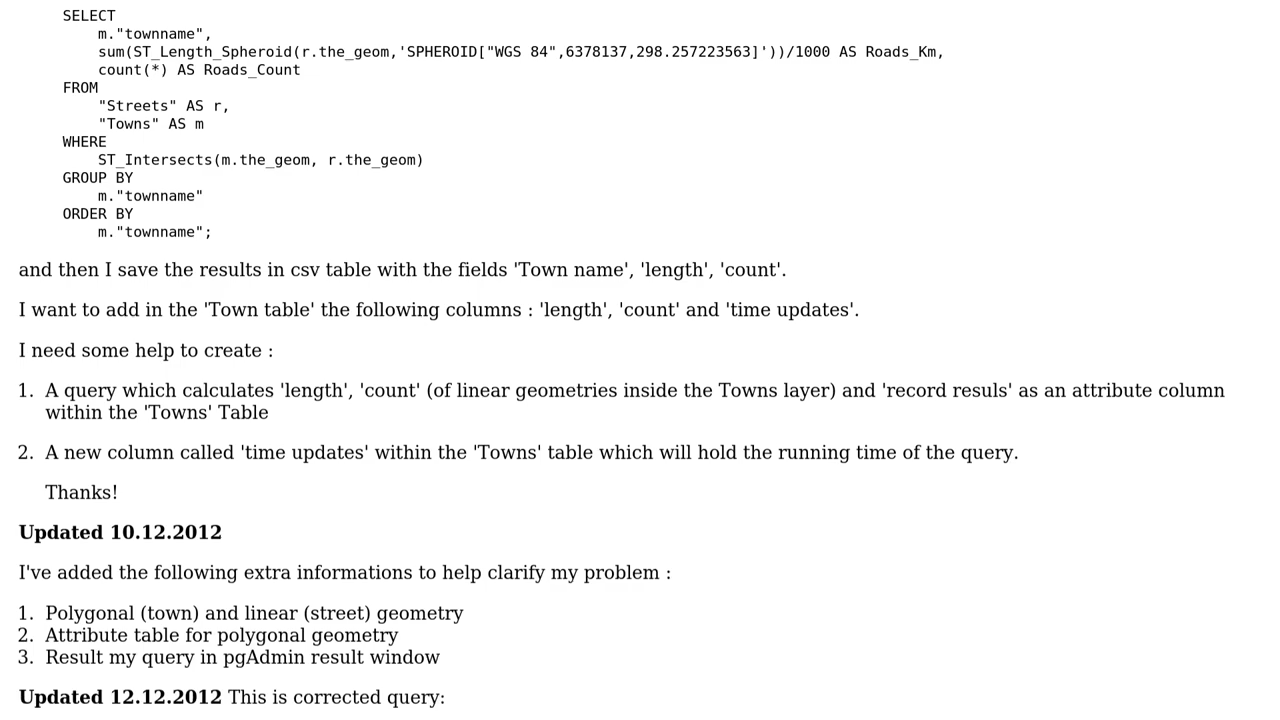 SELECT
m."townname",
sum(ST_Length_Spheroid(r.the_geom,'SPHEROID["WGS 84",6378137,298.257223563]'))/1000 AS Roads_Km,
count(*) AS Roads_Count
FROM
"Streets" AS r,
"Towns" AS m
WHERE
ST_Intersects(m.the_geom, r.the_geom)
GROUP BY
m."townname"
ORDER BY
m."townname";
and then I save the results in csv table with the fields 'Town name', 'length', 'count'.
I want to add in the 'Town table' the following columns : 'length', 'count' and 'time updates'.
I need some help to create :
1. A query which calculates 'length', 'count' (of linear geometries inside the Towns layer) and 'record resuls' as an attribute column
within the 'Towns' Table
2. A new column called 'time updates' within the 'Towns' table which will hold the running time of the query.
Thanks!
Updated 10.12.2012
I've added the following extra informations to help clarify my problem :
1. Polygonal (town) and linear (street) geometry
2. Attribute table for polygonal geometry
3. Result my query in pgAdmin result window
Updated 12.12.2012 This is corrected query: